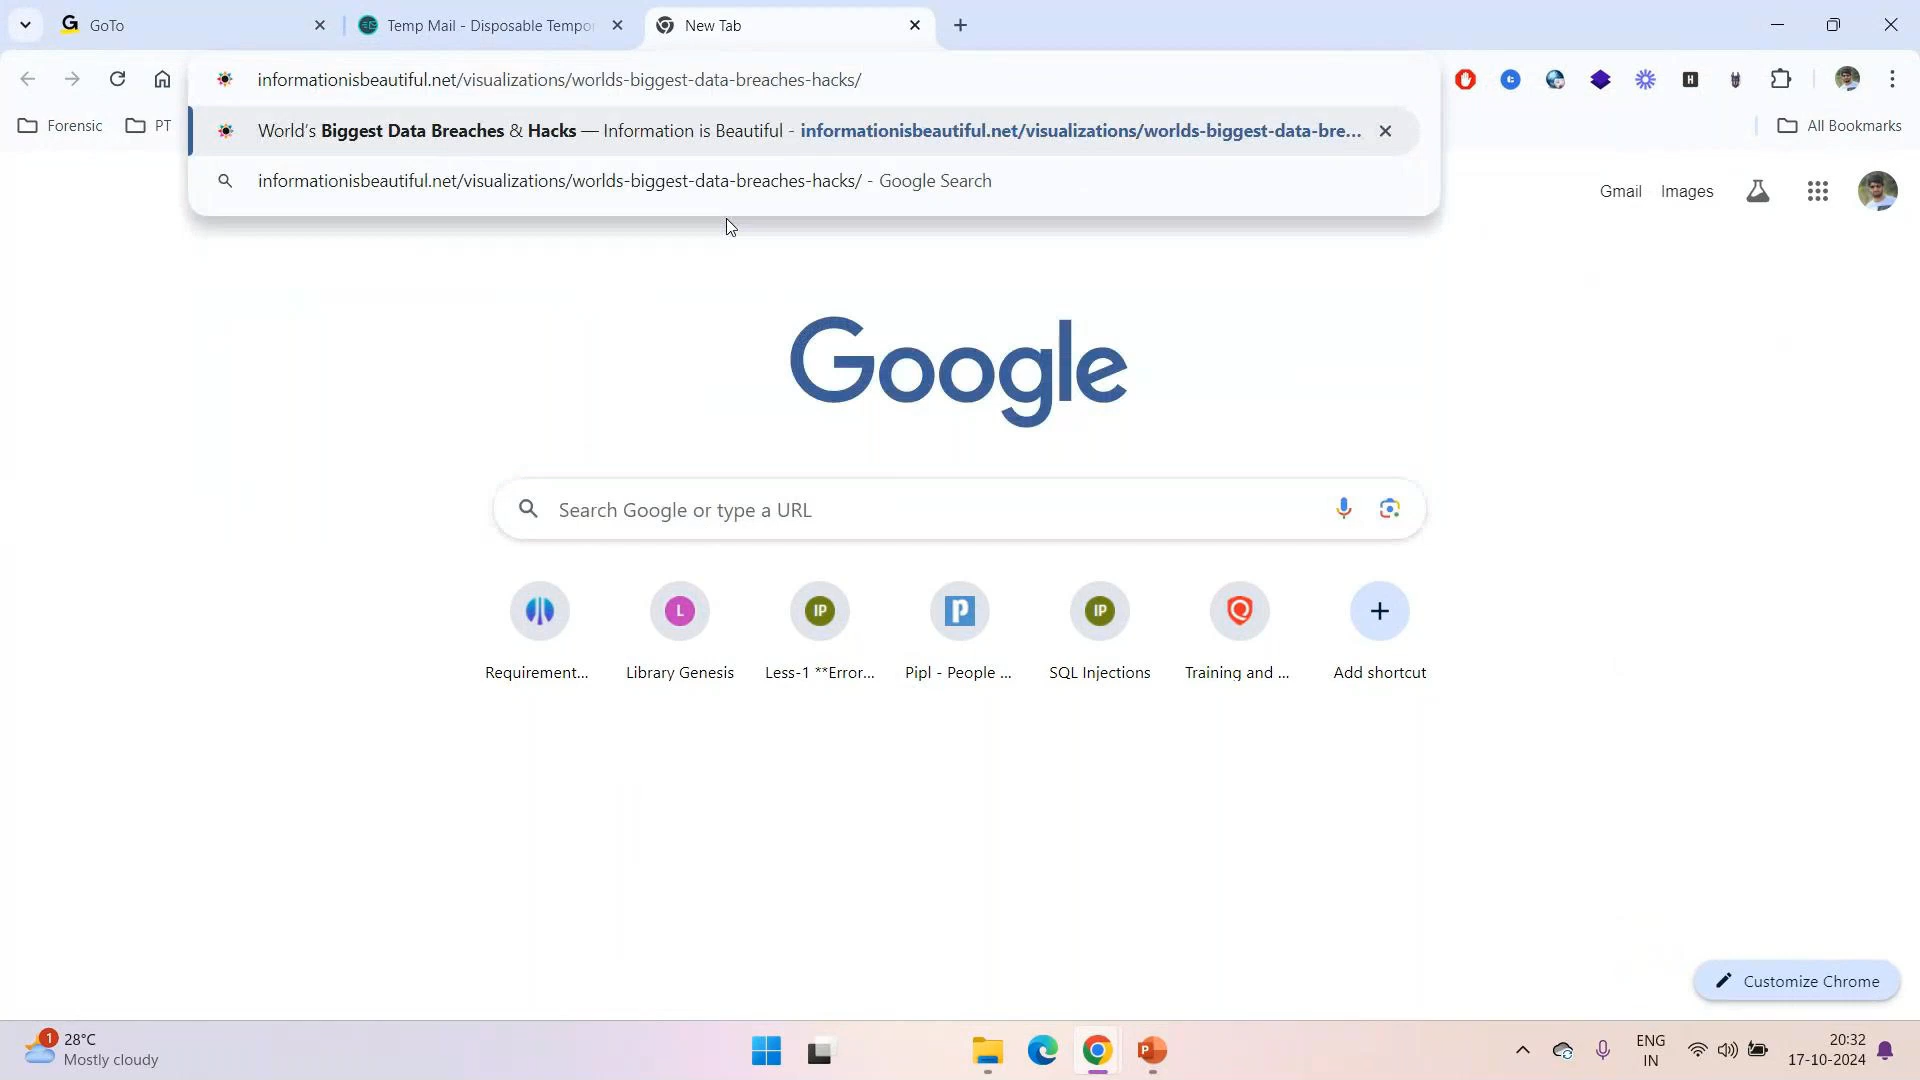 GoTo
Temp Mail - Disposable Tempo
New Tab
informationisbeautiful.net/visualizations/worlds-biggest-data-breaches-hacks/
Forensic
PT
World's Biggest Data Breaches & Hacks — Information is Beautiful - informationisbeautiful.net/visualizations/worlds-biggest-data-bre...
All Bookmarks
informationisbeautiful.net/visualizations/worlds-biggest-data-breaches-hacks/ - Google Search
Gmail
Images
Google
Search Google or type a URL
L
IP
P
IP
Requirement...
Library Genesis
Less-1 **Error...
Pipl - People ...
SQL Injections
Training and ...
Add shortcut
Customize Chrome
1
28°C
Mostly cloudy
ENG
IN
20:32
17-10-2024